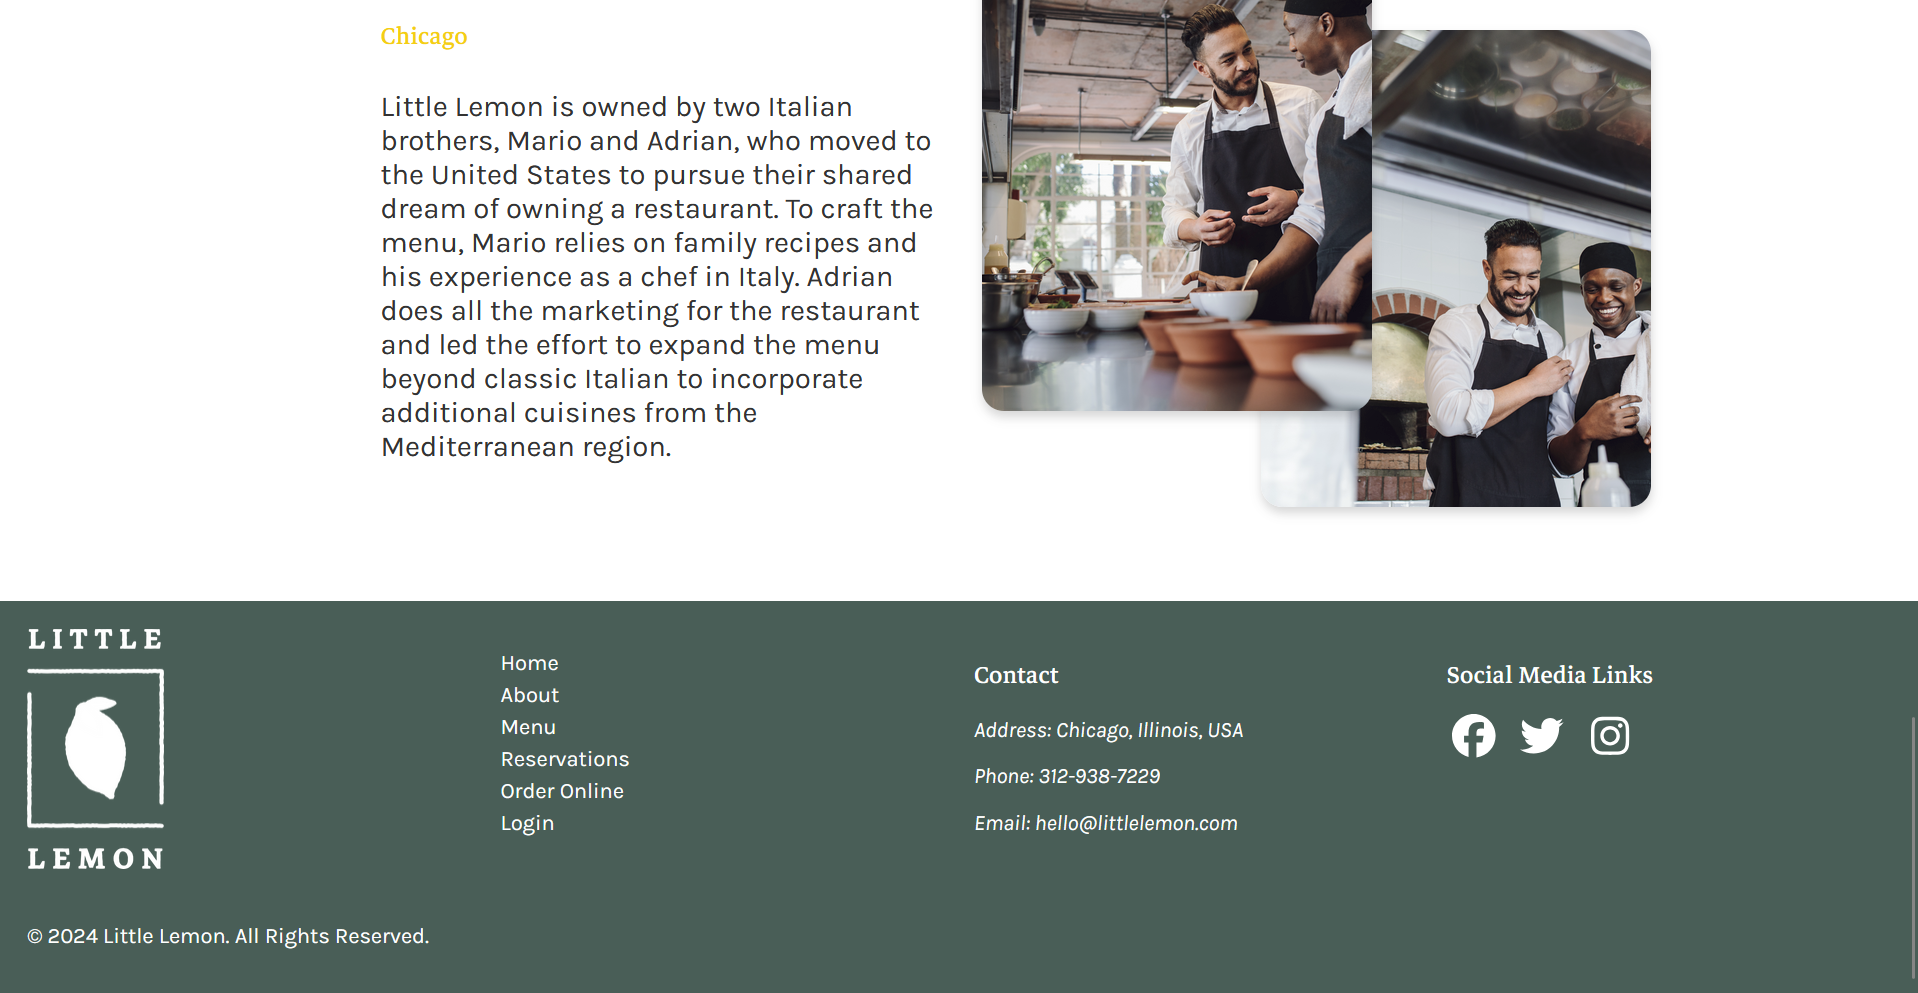 Chicago
Little Lemon is owned by two Italian
brothers, Mario and Adrian, who moved to
the United States to pursue their shared
dream of owning a restaurant. To craft the
menu, Mario relies on family recipes and
his experience as a chef in Italy. Adrian
does all the marketing for the restaurant
and led the effort to expand the menu
beyond classic Italian to incorporate
additional cuisines from the
Mediterranean region.
LITTLE
LEMON
Home
About
Menu
Reservations
Order Online
Login
Contact
Address: Chicago, Illinois, USA
Phone: 312-938-7229
Email: hello@littlelemon.com
Social Media Links
© 2024 Little Lemon. All Rights Reserved.